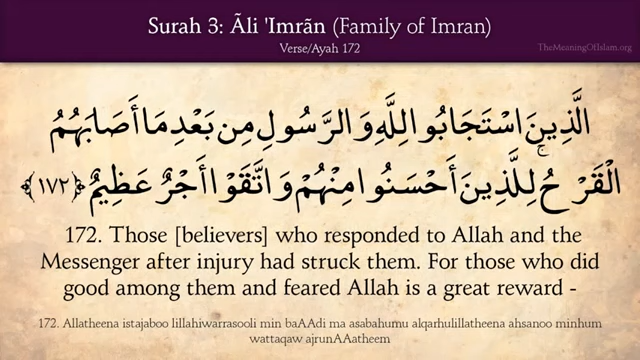 Surah 3: Ãli 'Imrãn (Family of Imran)
Verse/Ayah 172
TheMeaningOfIslam.org
الَّذِينَ اسْتَجَابُوا لِلَّهِ وَالرَّسُولِ مِن بَعْدِ مَا أَصَابَهُمُ
الْقَرْحُ ۚ لِلَّذِينَ أَحْسَنُوا مِنْهُمْ وَاتَّقَوْا أَجْرٌ عَظِيمٌ ﴿١٧٢﴾
172. Those [believers] who responded to Allah and the
Messenger after injury had struck them. For those who did
good among them and feared Allah is a great reward -
172. Allatheena istajaboo lillahiwarrasooli min baAAdi ma asabahumu alqarhulillatheena ahsanoo minhum
wattaqaw ajrunAAatheem